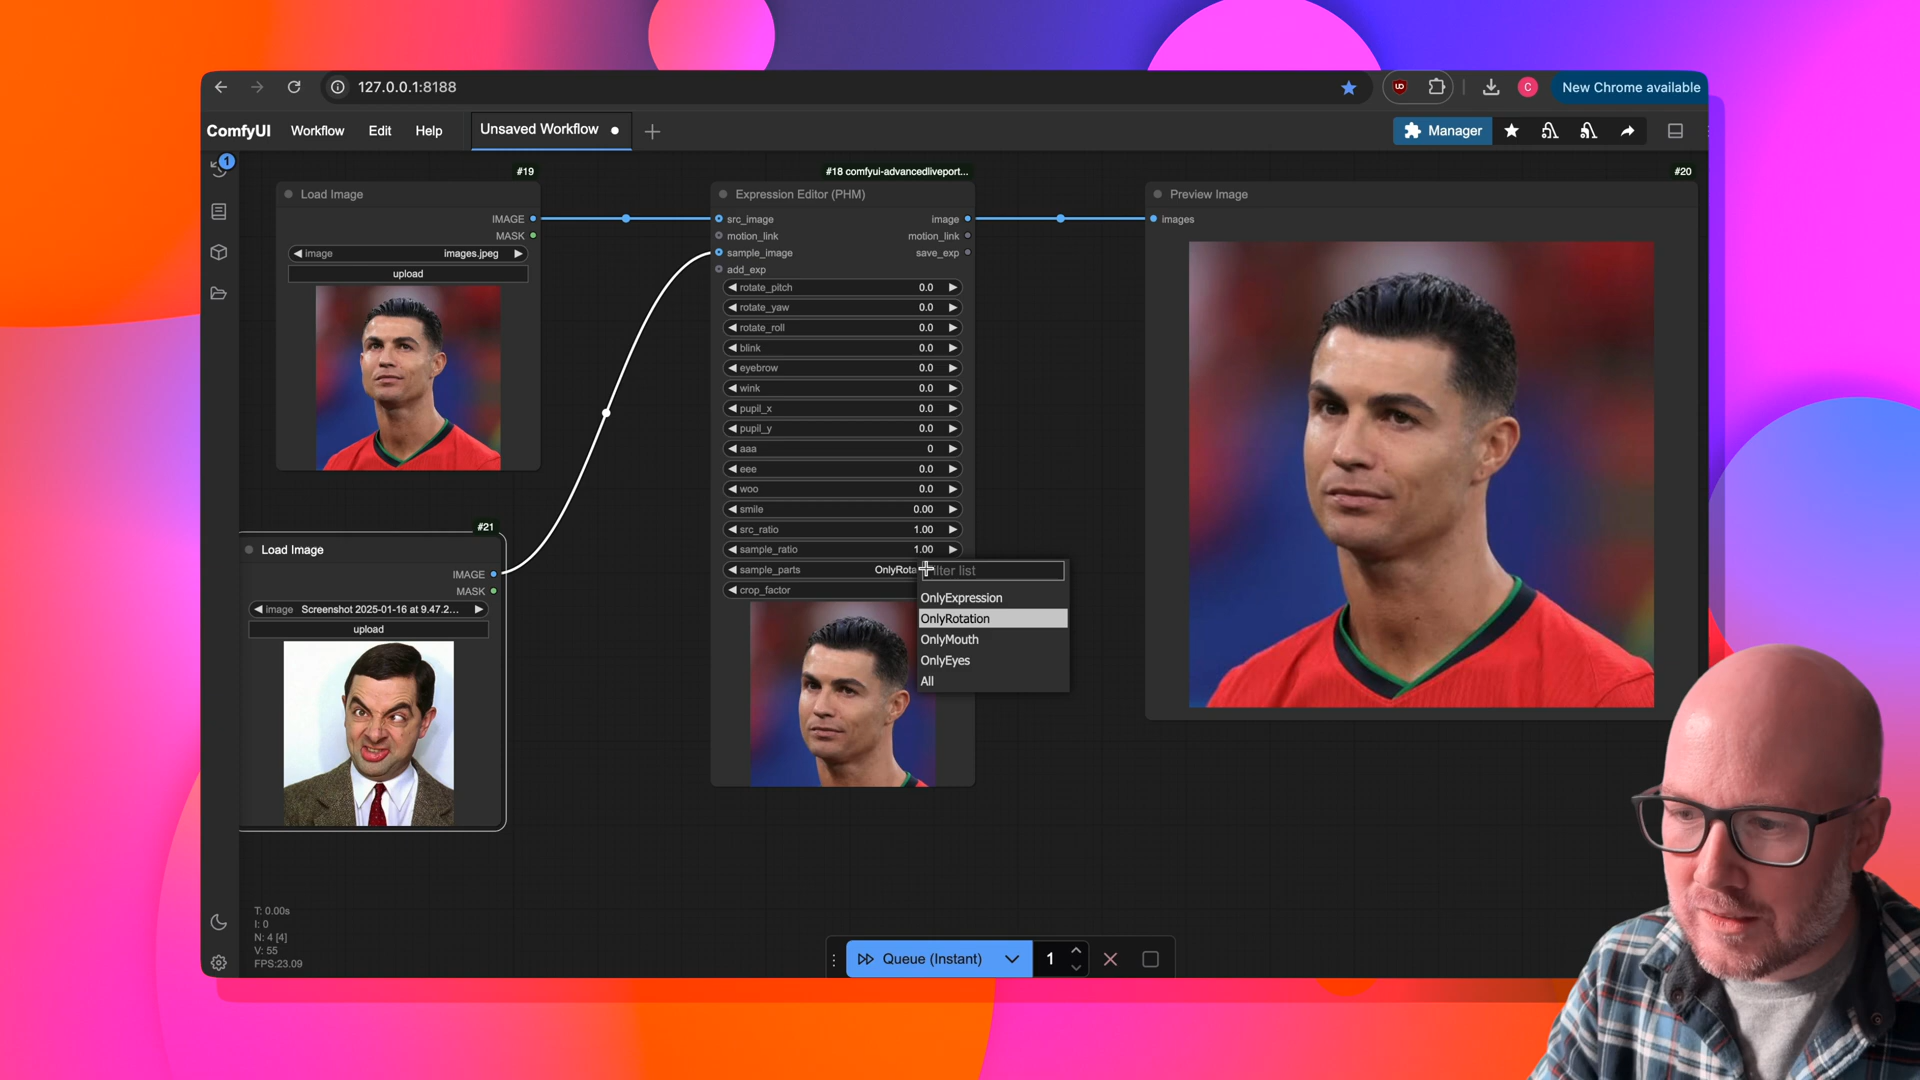 127.0.0.1:8188
New Chrome available
ComfyUI
Workflow
Edit
Help
Unsaved Workflow
Manager
1
#19
Load Image
IMAGE
MASK
image images.jpeg
upload
#21
Load Image
IMAGE
MASK
image Screenshot 2025-01-16 at 9.47.2...
upload
#18 comfyui-advancedliveport...
Expression Editor (PHM)
src_image image
motion_link motion_link
sample_image save_exp
add_exp
rotate_pitch 0.0
rotate_yaw 0.0
rotate_roll 0.0
blink 0.0
eyebrow 0.0
wink 0.0
pupil_x 0.0
pupil_y 0.0
aaa 0
eee 0.0
woo 0.0
smile 0.00
src_ratio 1.00
sample_ratio 1.00
sample_parts
crop_factor
list
OnlyExpression
OnlyRotation
OnlyMouth
OnlyEyes
All
#20
Preview Image
images
T: 0.00s
I: 0
N: 4 [4]
V: 55
FPS:23.09
Queue (Instant)
1